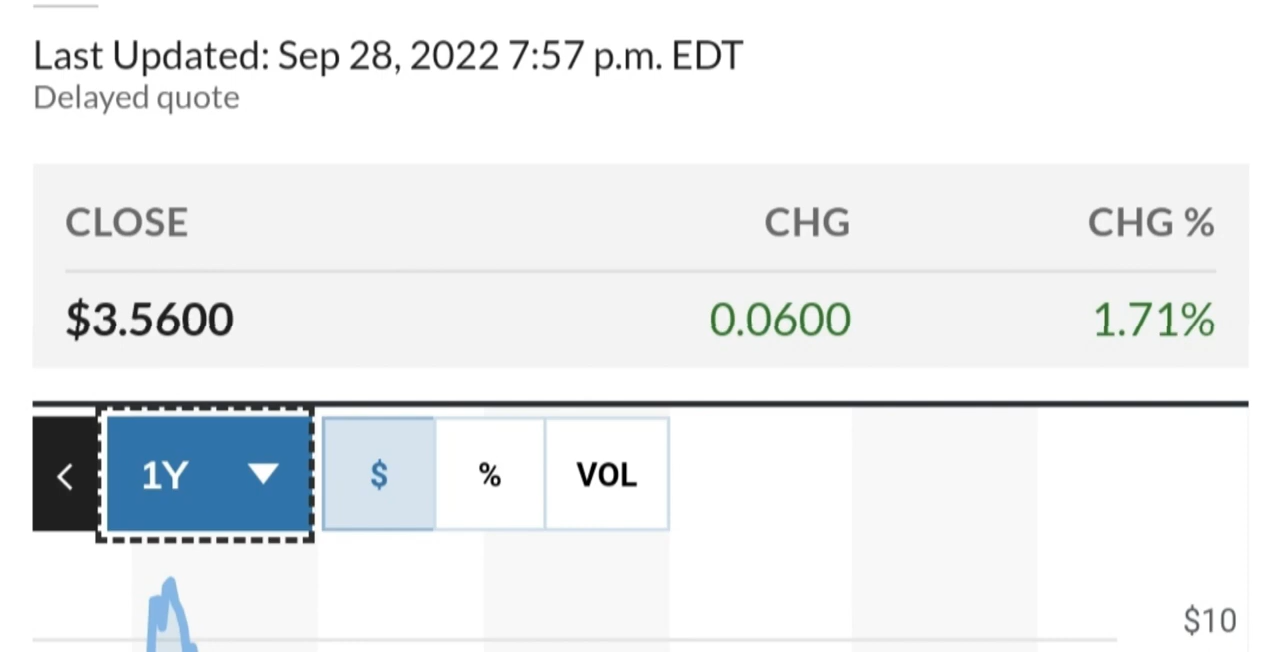 Last Updated: Sep 28, 2022 7:57 p.m. EDT
Delayed quote
CLOSE CHG CHG %
$3.5600 0.0600 1.71%
1Y $ % VOL
$10